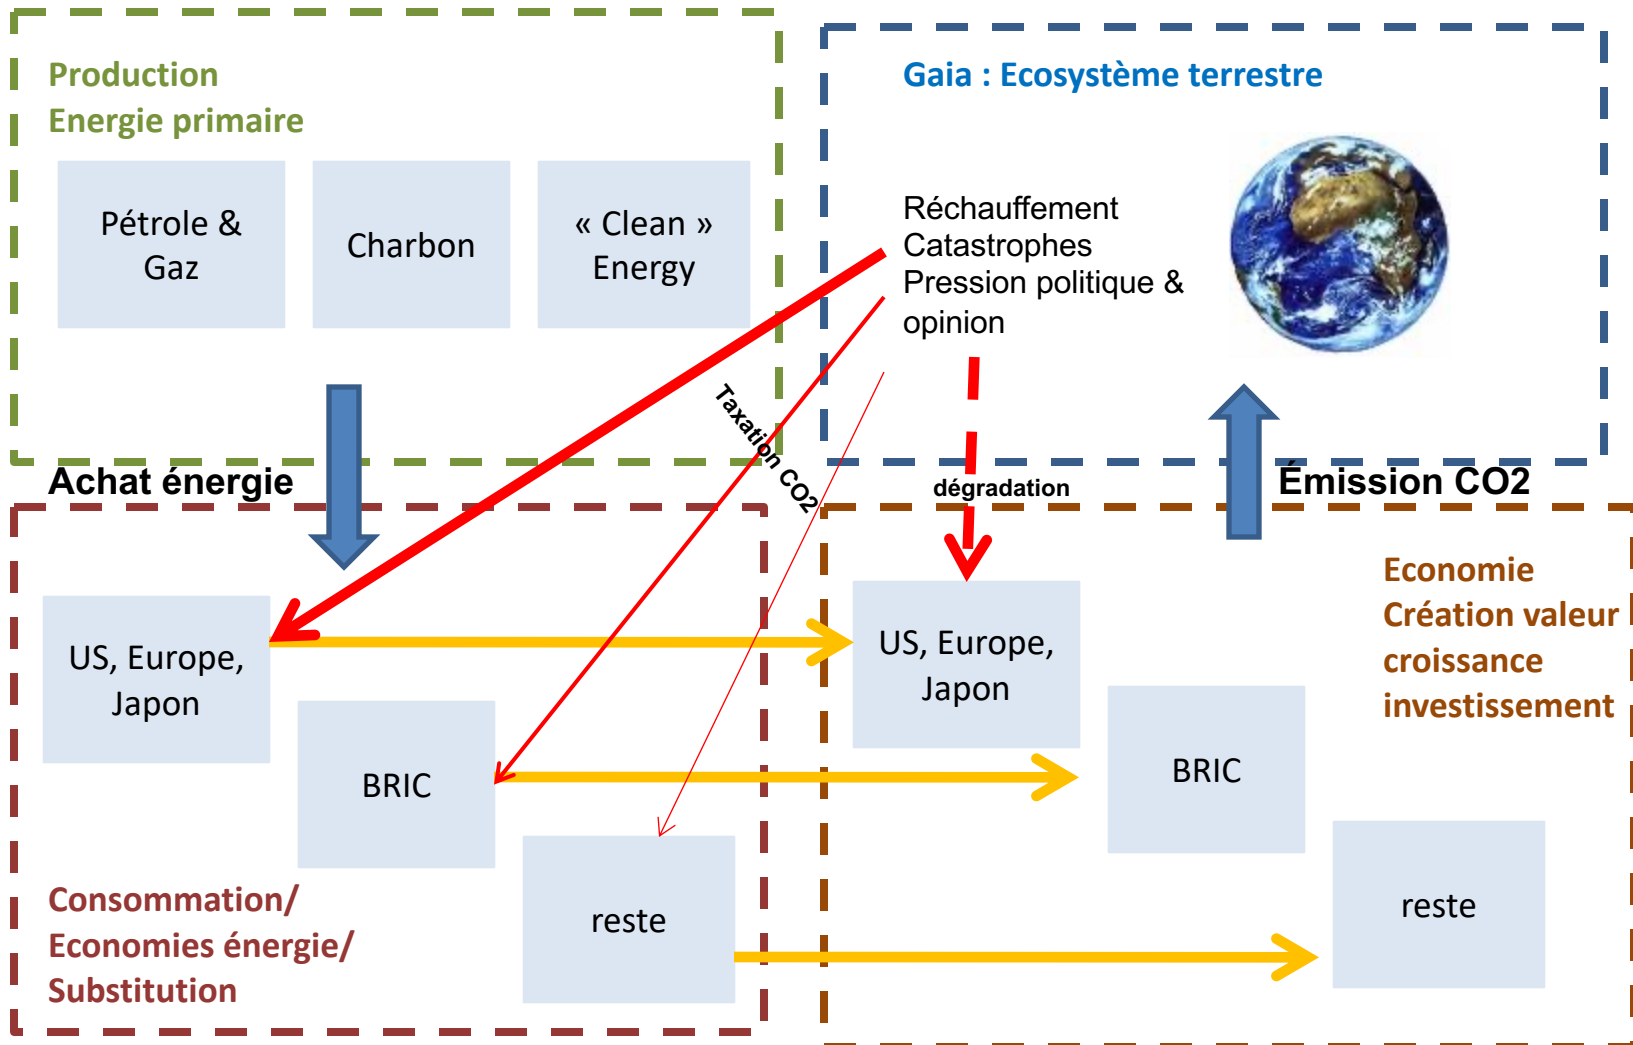 Production
Energie primaire
Pétrole &
Gaz
Charbon
« Clean »
Energy
Gaia : Ecosystème terrestre
Réchauffement
Catastrophes
Pression politique &
opinion
Taxation CO2
Achat énergie
dégradation
Émission CO2
US, Europe,
Japon
BRIC
reste
Consommation/
Economies énergie/
Substitution
US, Europe,
Japon
BRIC
reste
Economie
Création valeur
croissance
investissement